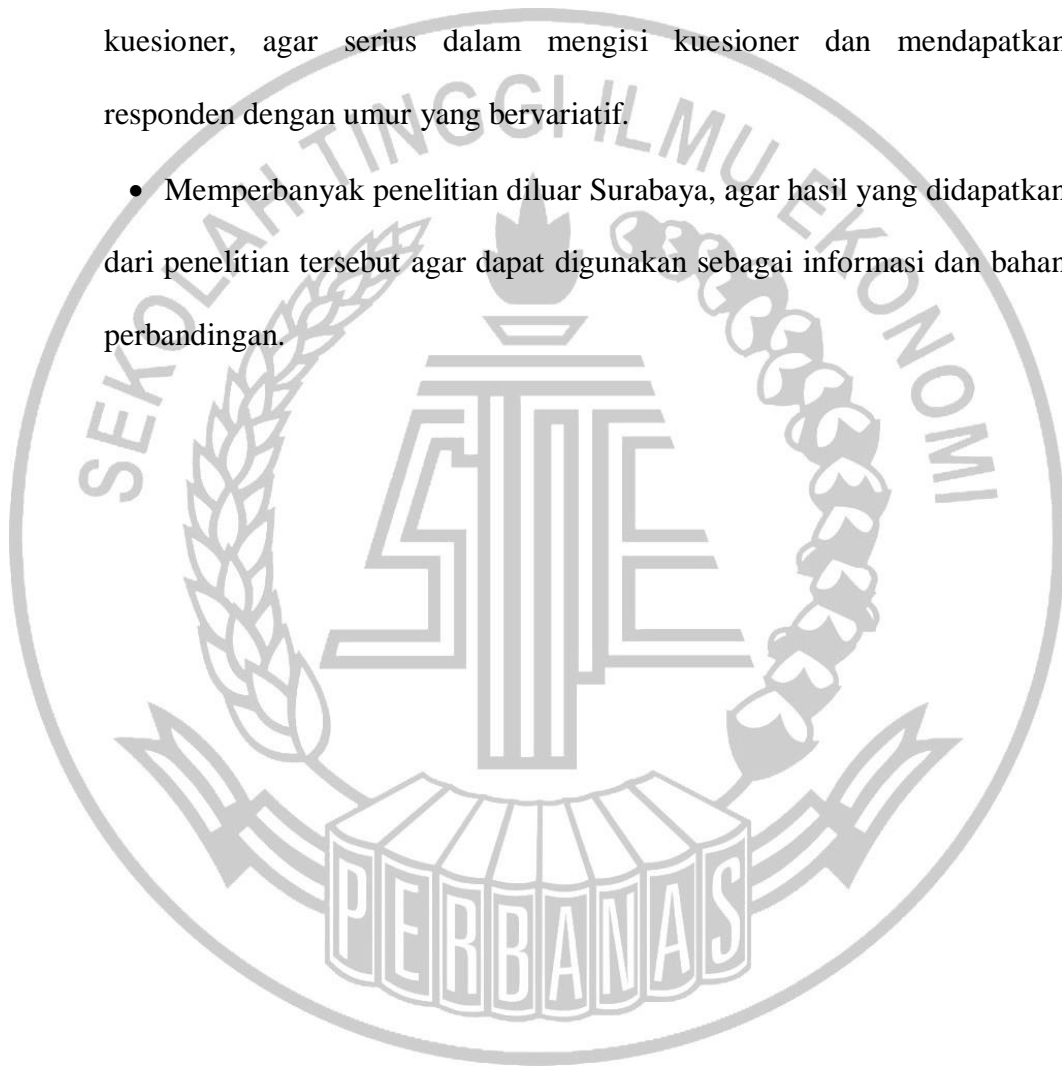 kuesioner, agar serius dalam mengisi kuesioner dan mendapatkan
responden dengan umur yang bervariatif.
• Memperbanyak penelitian diluar Surabaya, agar hasil yang didapatkan
dari penelitian tersebut agar dapat digunakan sebagai informasi dan bahan
perbandingan.
SEKOLAH TINGGI ILMU EKONOMI
STIE
PERBANAS